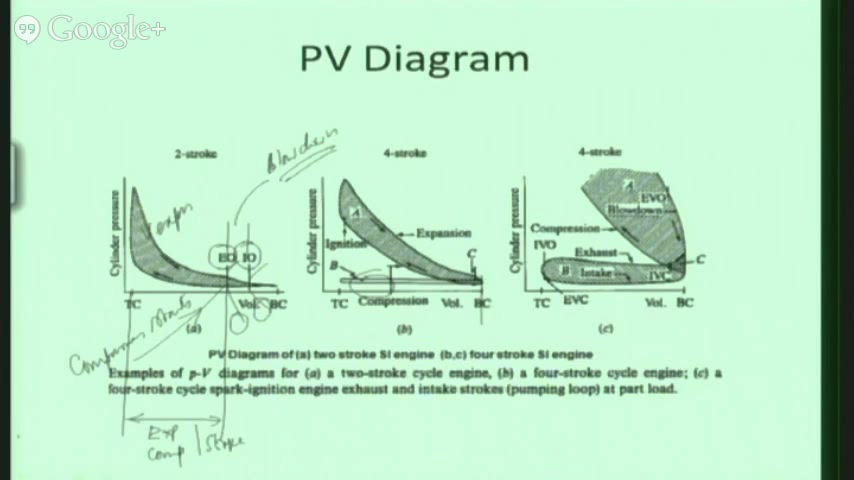 Google+
PV Diagram
Blowdown
2-stroke
4-stroke
4-stroke
Cylinder pressure
expn
EO IO
TC
Vol.
BC
(a)
Cylinder pressure
A
Ignition
Expansion
B
C
TC
Compression
Vol.
BC
(b)
Cylinder pressure
A
EVO
Blowdown
Compression
IVO
Exhaust
B
Intake
IVC
C
TC
EVC
Vol.
BC
(c)
PV Diagram of (a) two stroke SI engine (b,c) four stroke SI engine
Examples of p-V diagrams for (a) a two-stroke cycle engine, (b) a four-stroke cycle engine; (c) a
four-stroke cycle spark-ignition engine exhaust and intake strokes (pumping loop) at part load.
Exp
Comp
Stroke